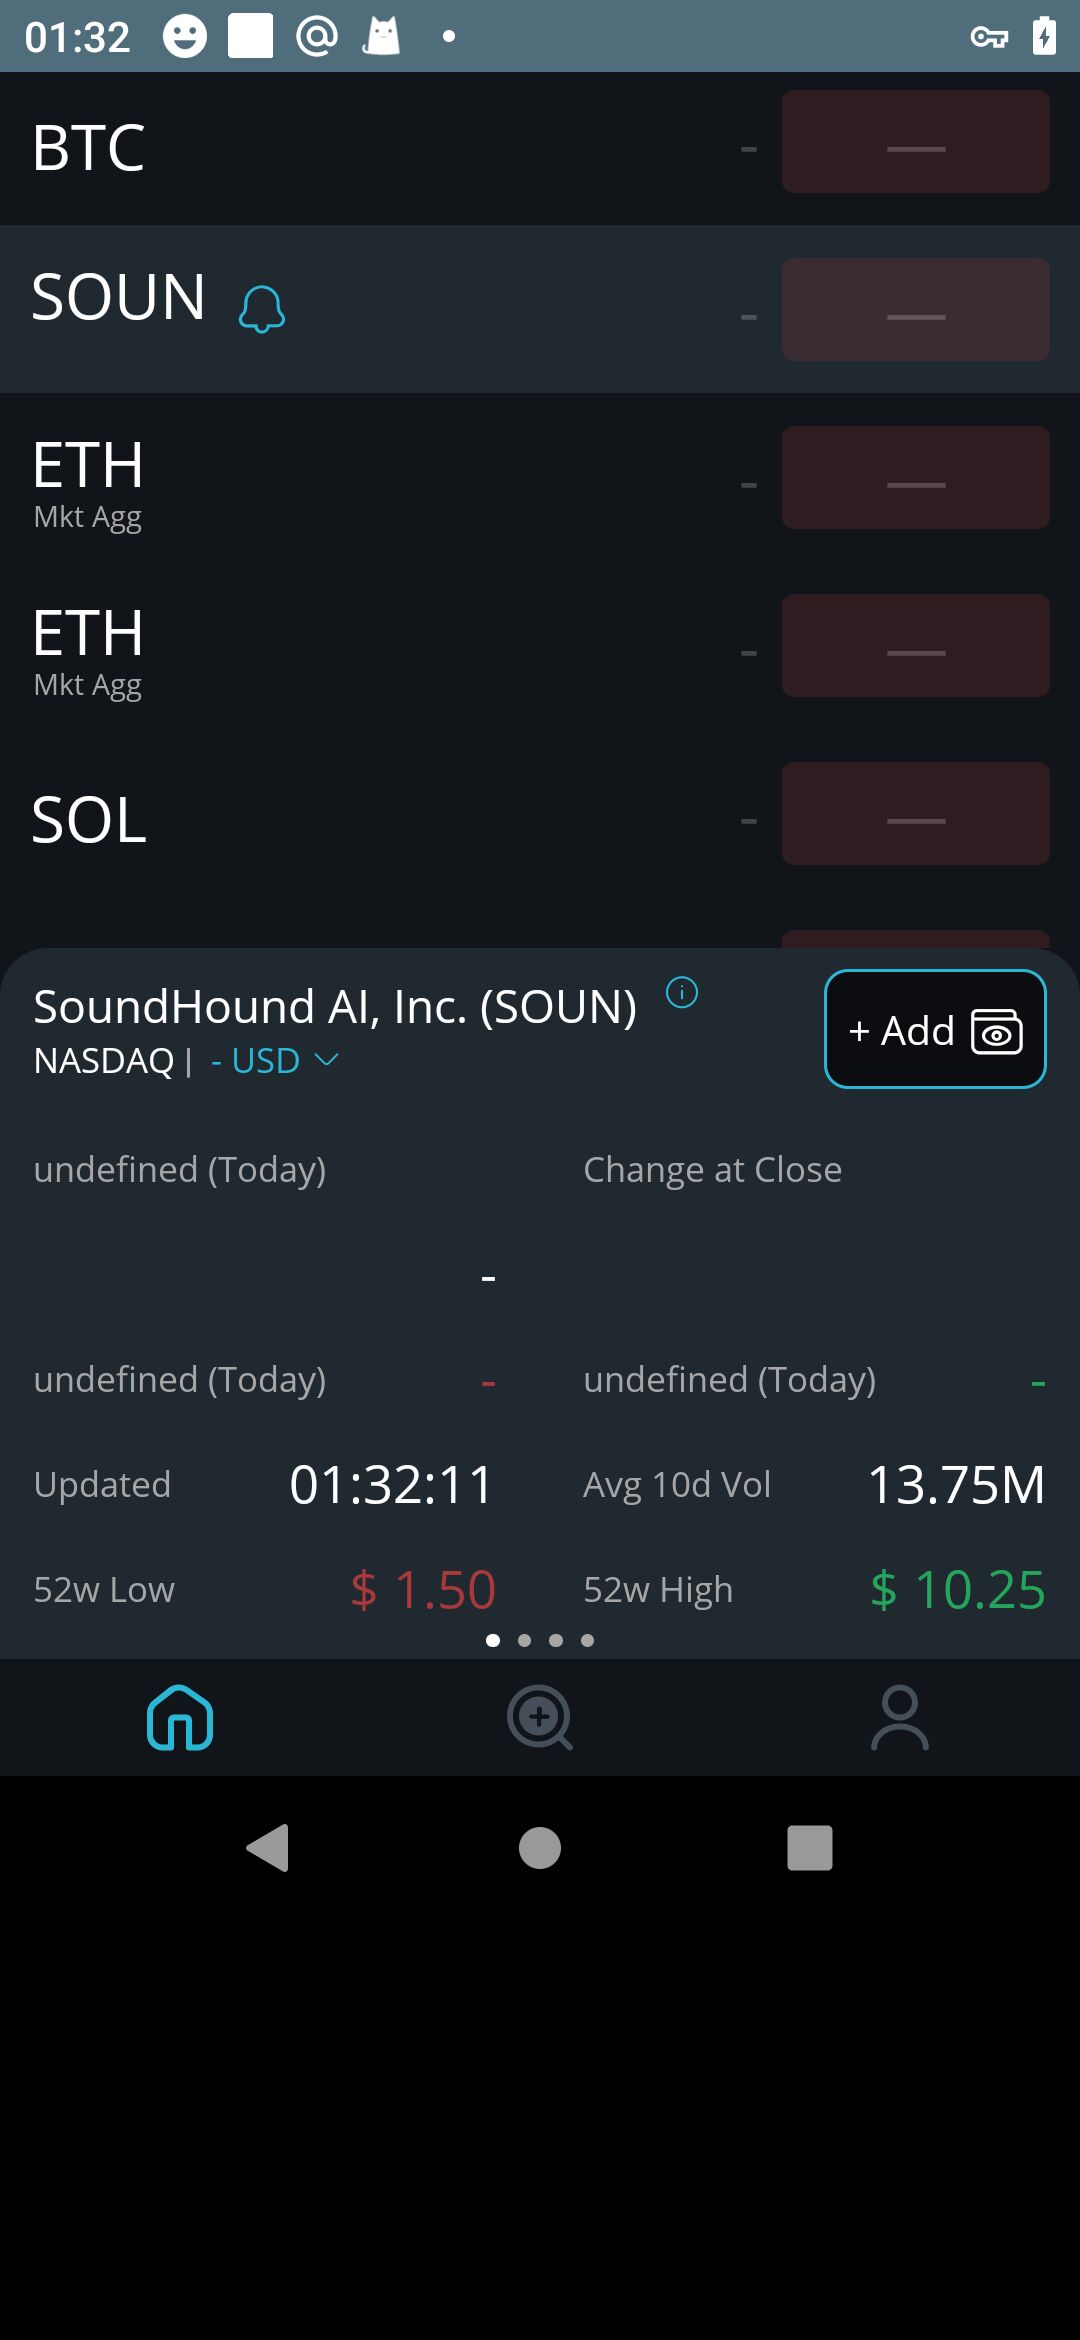 01:32
BTC - —
SOUN - —
ETH - —
Mkt Agg
ETH - —
Mkt Agg
SOL - —
SoundHound AI, Inc. (SOUN)
NASDAQ | - USD
+ Add
undefined (Today) Change at Close
-
undefined (Today) - undefined (Today) -
Updated 01:32:11 Avg 10d Vol 13.75M
52w Low $ 1.50 52w High $ 10.25